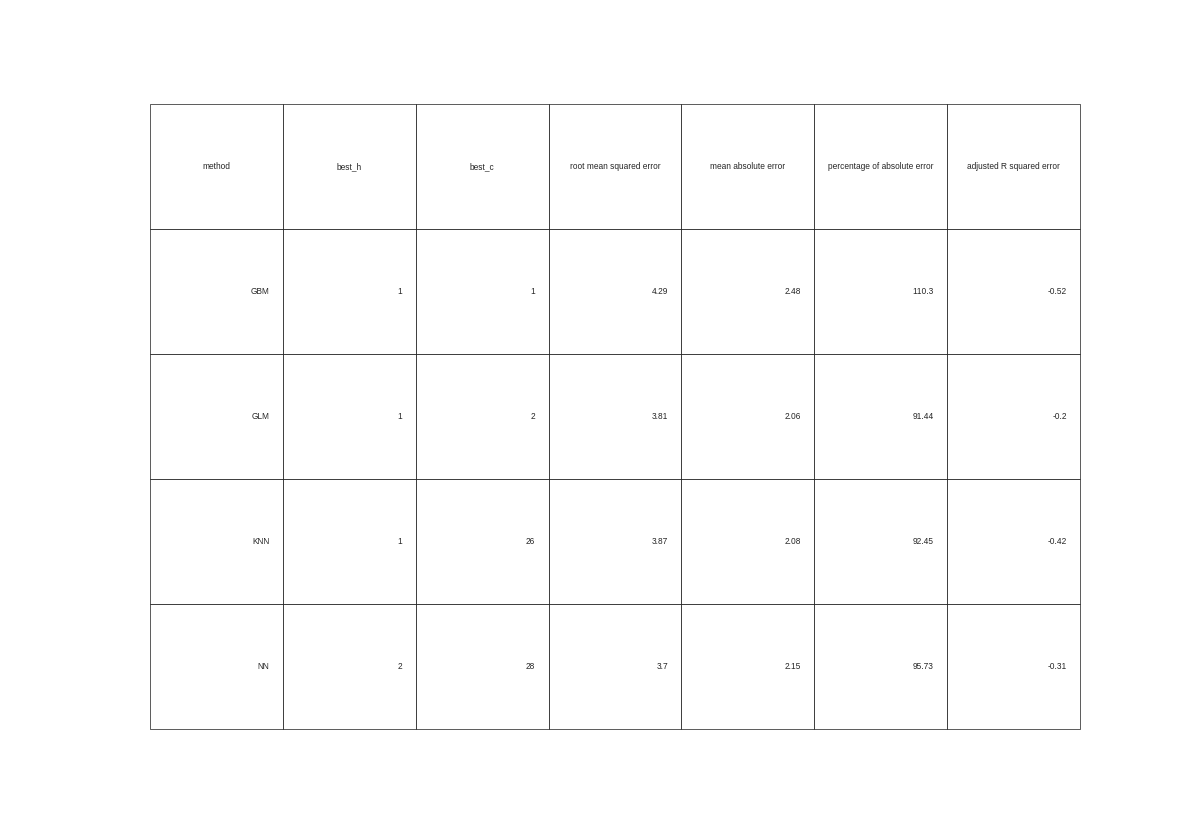 method best_h best_c root mean squared error mean absolute error percentage of absolute error adjusted R squared error
GBM 1 1 4.29 2.48 110.3 -0.52
GLM 1 2 3.81 2.06 91.44 -0.2
KNN 1 26 3.87 2.08 92.45 -0.42
NN 2 28 3.7 2.15 95.73 -0.31